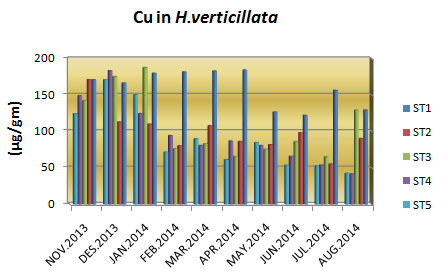 Cu in H.verticillata
(µg/gm)
200
150
100
50
0
NOV.2013
DES.2013
JAN.2014
FEB.2014
MAR.2014
APR.2014
MAY.2014
JUN.2014
JUL.2014
AUG.2014
ST1
ST2
ST3
ST4
ST5